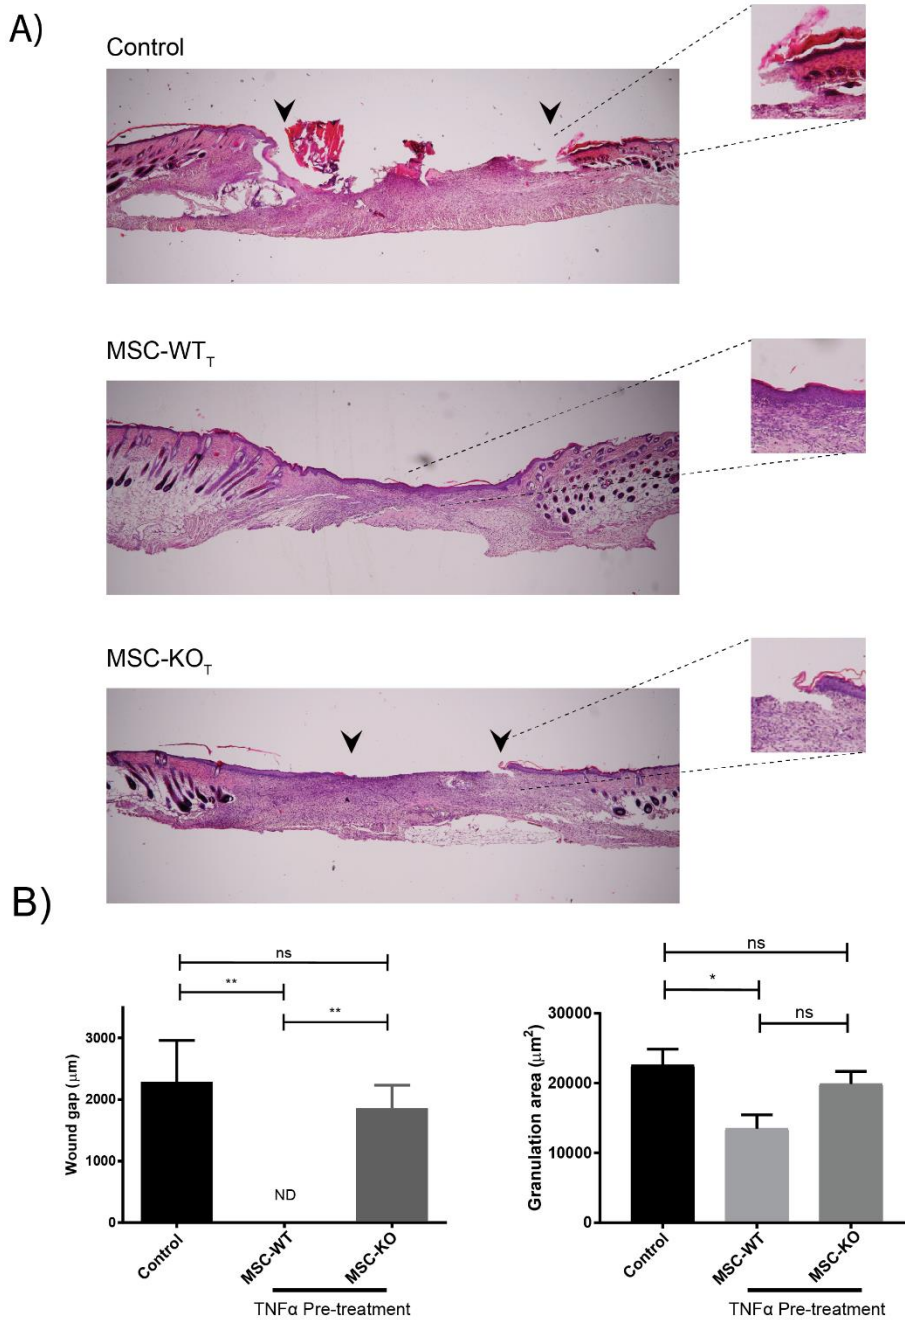 A)
Control
MSC-WTT
MSC-KOT
B)
ns
**
**
Wound gap (μm)
3000
2000
1000
0
ND
Control
MSC-WT
MSC-KO
TNFα Pre-treatment
ns
*
ns
Granulation area (μm²)
30000
20000
10000
0
Control
MSC-WT
MSC-KO
TNFα Pre-treatment